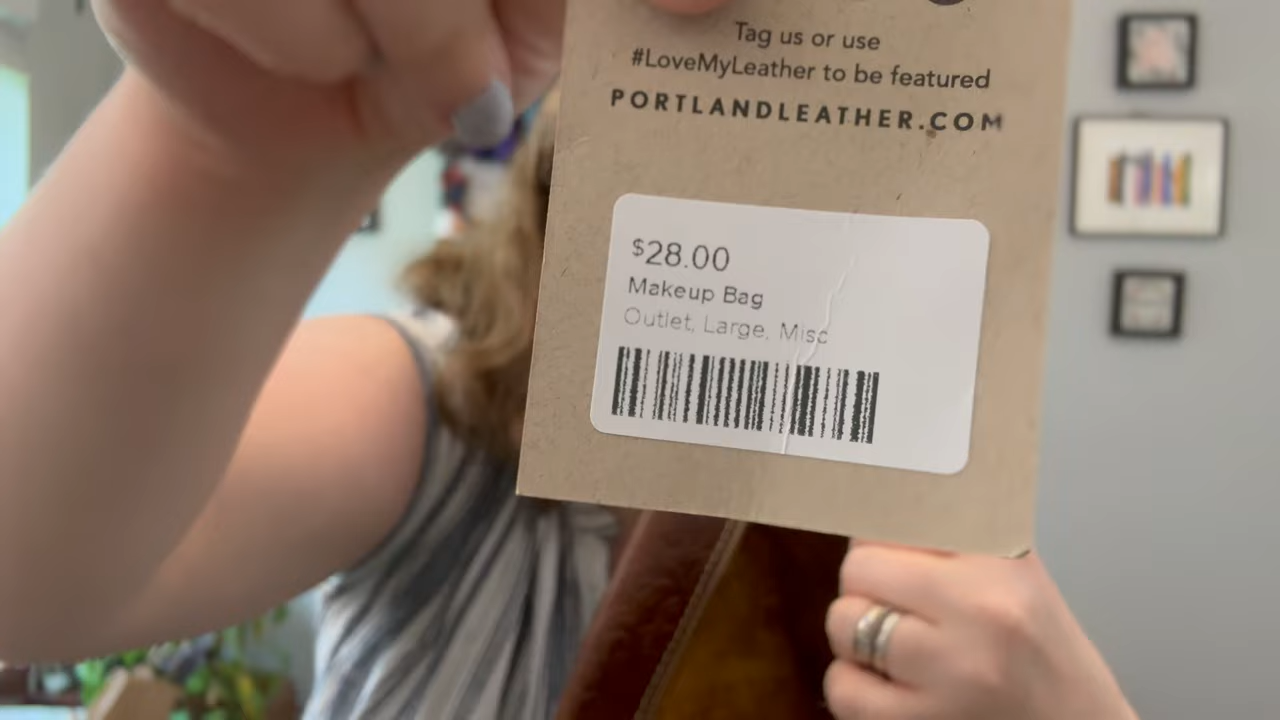 Tag us or use
#LoveMyLeather to be featured
PORTLANDLEATHER.COM
$28.00
Makeup Bag
Outlet, Large, Misc